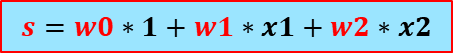 s = w0 * 1 + w1 * x1 + w2 * x2